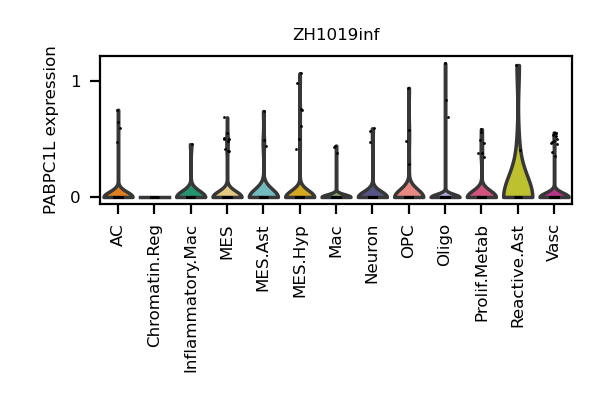 ZH1019inf
PABPC1L expression
1
0
AC
Chromatin.Reg
Inflammatory.Mac
MES
MES.Ast
MES.Hyp
Mac
Neuron
OPC
Oligo
Prolif.Metab
Reactive.Ast
Vasc